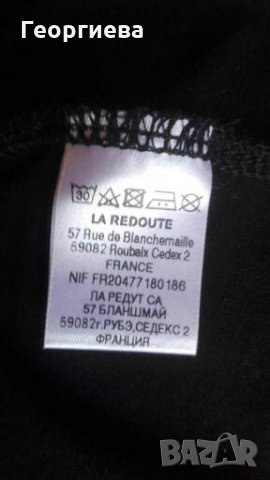 Георгиева
30
LA REDOUTE
57 Rue de Blanchemaille
59082 Roubaix Cedex 2
FRANCE
NIF FR20477180186
ЛА РЕДУТ СА,
57 БЛАНШМАЙ
59082г.РУБЭ,СЕДЕКС 2
ФРАНЦИЯ
BAZAR